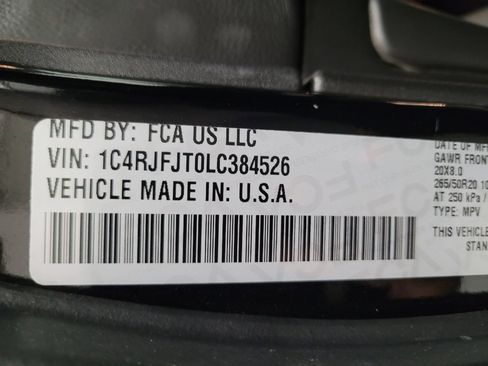 MFD BY: FCA US LLC
VIN: 1C4RJFJT0LC384526
VEHICLE MADE IN: U.S.A.
DATE OF MF
GAWR FRONT
20X8.0
265/50R20 10
AT 250 kPa /
TYPE: MPV
THIS VEHICLE
STAN